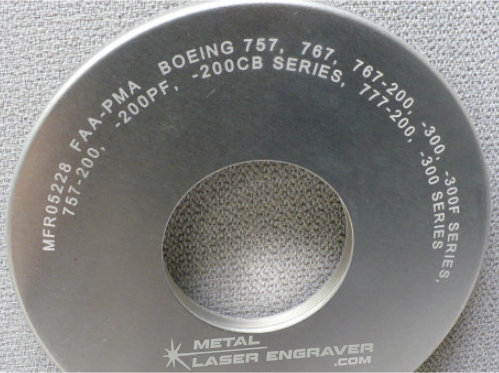 MFR05228 FAA-PMA BOEING 757, 767, 767-200, -300, -300F SERIES,
757-200, -200PF, -200CB SERIES, 777-200, -300 SERIES
METAL
LASER ENGRAVER
.COM